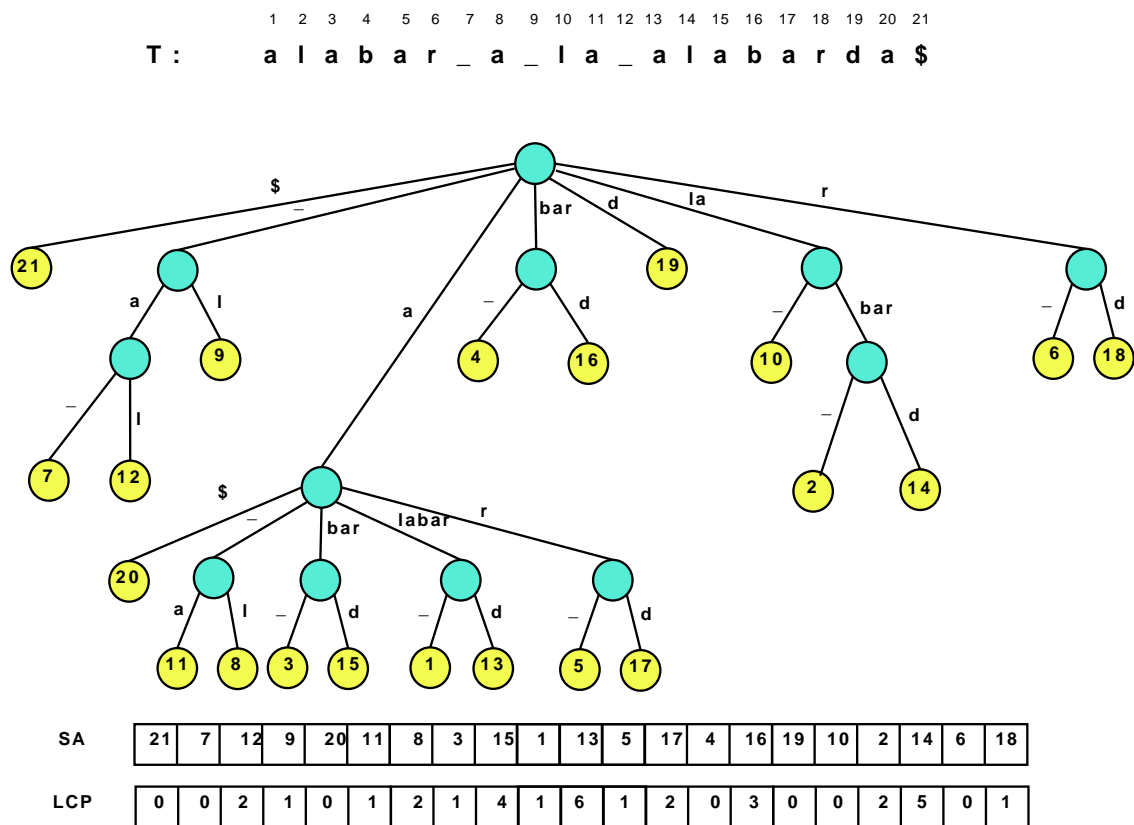 1 2 3 4 5 6 7 8 9 10 11 12 13 14 15 16 17 18 19 20 21
T: a l a b a r _ a _ l a _ a l a b a r d a $
$ _ a bar d la r
21 19
a l _ d _ bar _ d
9 4 16 10 6 18
_ l _ d
7 12 2 14
$ _ bar labar r
20
a l _ d _ d _ d
11 8 3 15 1 13 5 17
SA 21 7 12 9 20 11 8 3 15 1 13 5 17 4 16 19 10 2 14 6 18
LCP 0 0 2 1 0 1 2 1 4 1 6 1 2 0 3 0 0 2 5 0 1